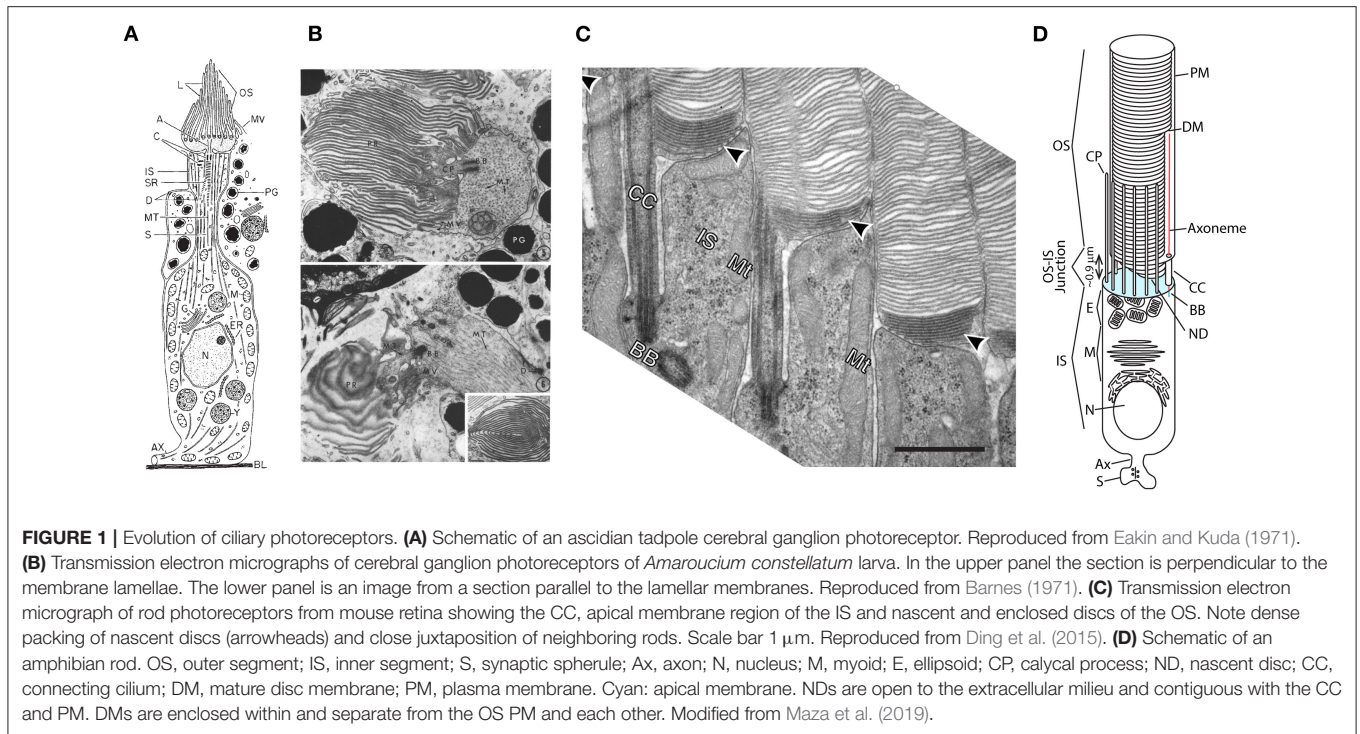 A
B
C
D
L
OS
A
MV
C
IS
SR
D
PG
MT
S
M
G
ER
N
Y
AX
BL
PR
BB
CP
MT
MV
PG
5
MT
BB
D
PR
MV
6
CC
IS
Mt
BB
Mt
PM
DM
OS
CP
Axoneme
OS-IS
Junction
~0.9 µm
CC
BB
E
ND
M
IS
N
Ax
S
FIGURE 1 | Evolution of ciliary photoreceptors. (A) Schematic of an ascidian tadpole cerebral ganglion photoreceptor. Reproduced from Eakin and Kuda (1971).
(B) Transmission electron micrographs of cerebral ganglion photoreceptors of Amaroucium constellatum larva. In the upper panel the section is perpendicular to the
membrane lamellae. The lower panel is an image from a section parallel to the lamellar membranes. Reproduced from Barnes (1971). (C) Transmission electron
micrograph of rod photoreceptors from mouse retina showing the CC, apical membrane region of the IS and nascent and enclosed discs of the OS. Note dense
packing of nascent discs (arrowheads) and close juxtaposition of neighboring rods. Scale bar 1 µm. Reproduced from Ding et al. (2015). (D) Schematic of an
amphibian rod. OS, outer segment; IS, inner segment; S, synaptic spherule; Ax, axon; N, nucleus; M, myoid; E, ellipsoid; CP, calycal process; ND, nascent disc; CC,
connecting cilium; DM, mature disc membrane; PM, plasma membrane. Cyan: apical membrane. NDs are open to the extracellular milieu and contiguous with the CC
and PM. DMs are enclosed within and separate from the OS PM and each other. Modified from Maza et al. (2019).